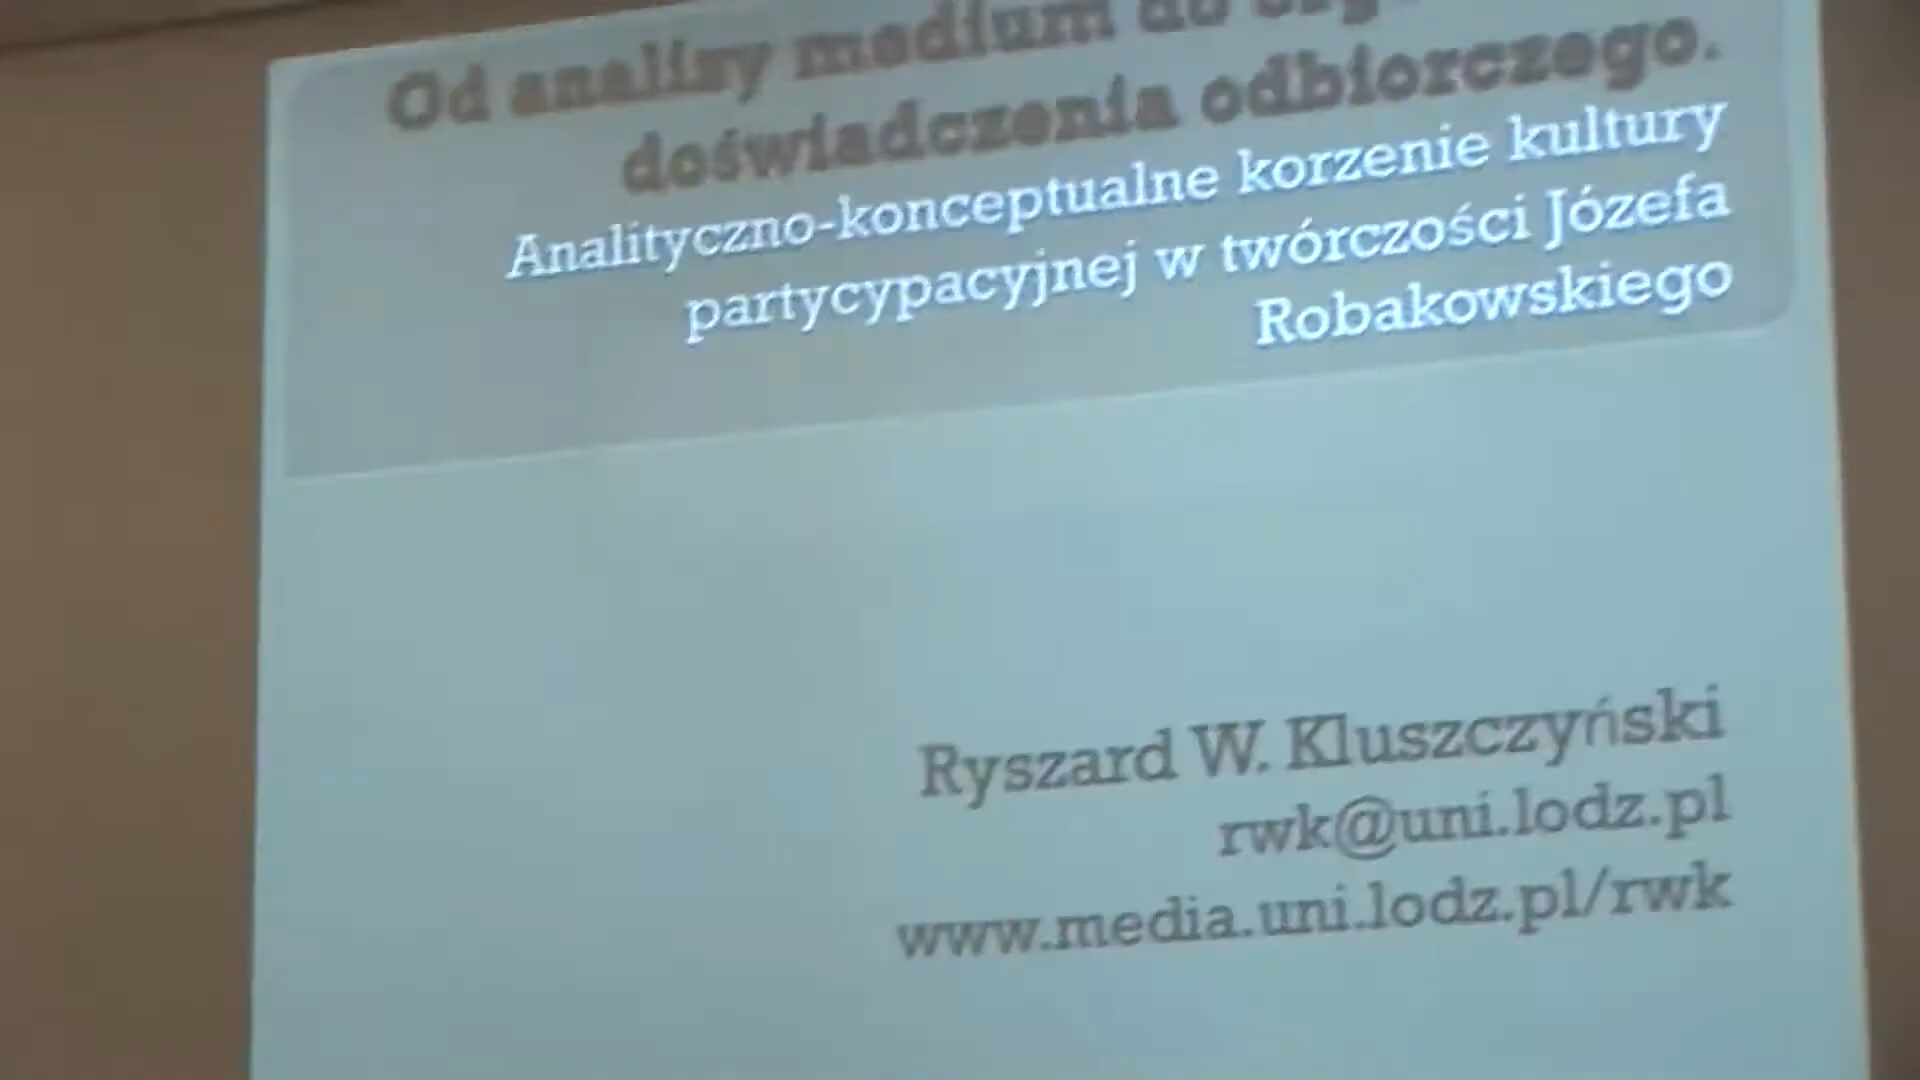 Od analizy medium do
doświadczenia odbiorczego.
Analityczno-konceptualne korzenie kultury
partycypacyjnej w twórczości Józefa
Robakowskiego
Ryszard W. Kluszczyński
rwk@uni.lodz.pl
www.media.uni.lodz.pl/rwk